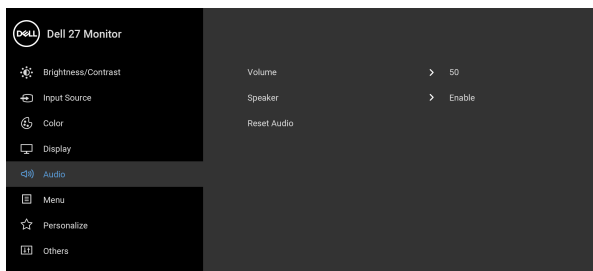 DELL Dell 27 Monitor
Brightness/Contrast
Input Source
Color
Display
Audio
Menu
Personalize
Others
Volume 50
Speaker Enable
Reset Audio